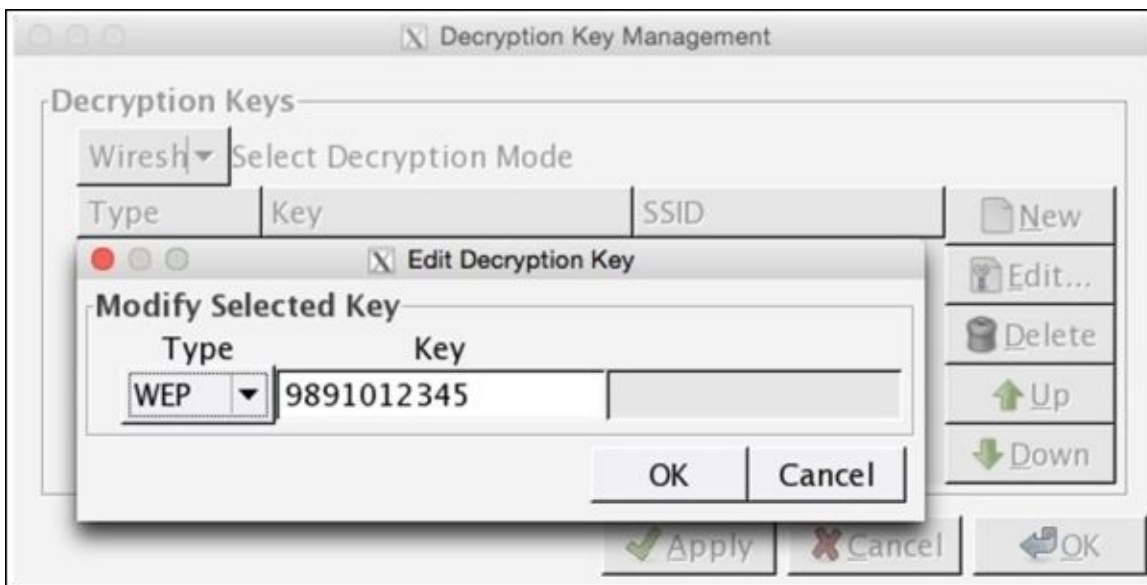 Decryption Key Management
Decryption Keys
Wiresh Select Decryption Mode
Type Key SSID
New
Edit Decryption Key
Edit...
Modify Selected Key
Delete
Type Key
WEP 9891012345
Up
Down
OK Cancel
Apply Cancel OK